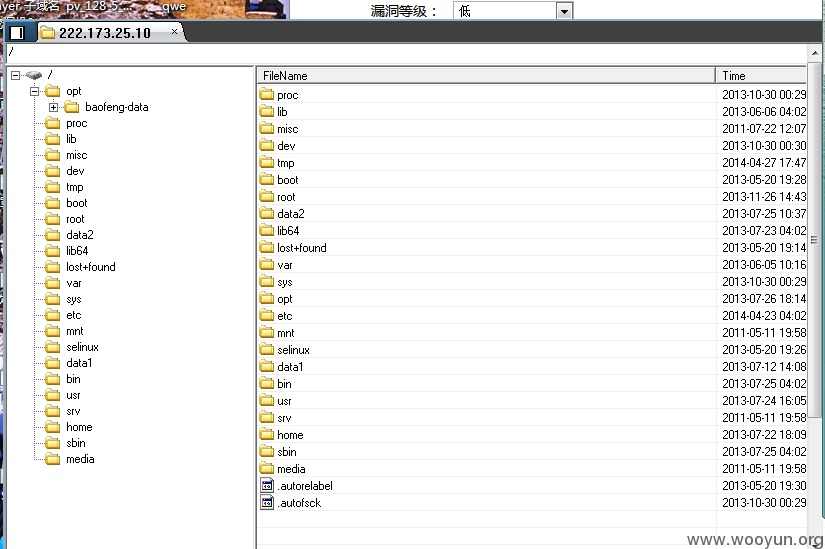 ayer 子域名 pv_128_5 qwe
漏洞等级： 低
222.173.25.10 ×
/
/
opt
baofeng-data
proc
lib
misc
dev
tmp
boot
root
data2
lib64
lost+found
var
sys
etc
mnt
selinux
data1
bin
usr
srv
home
sbin
media
FileName Time
proc 2013-10-30 00:29
lib 2013-06-06 04:02
misc 2011-07-22 12:07
dev 2013-10-30 00:30
tmp 2014-04-27 17:47
boot 2013-05-20 19:28
root 2013-11-26 14:43
data2 2013-07-25 10:37
lib64 2013-07-23 04:02
lost+found 2013-05-20 19:14
var 2013-06-05 10:16
sys 2013-10-30 00:29
opt 2013-07-26 18:14
etc 2014-04-23 04:02
mnt 2011-05-11 19:58
selinux 2013-05-20 19:26
data1 2013-07-12 14:08
bin 2013-07-25 04:02
usr 2013-07-24 16:05
srv 2011-05-11 19:58
home 2013-07-22 18:09
sbin 2013-07-25 04:02
media 2011-05-11 19:58
.autorelabel 2013-05-20 19:30
.autofsck 2013-10-30 00:29
www.wooyun.org